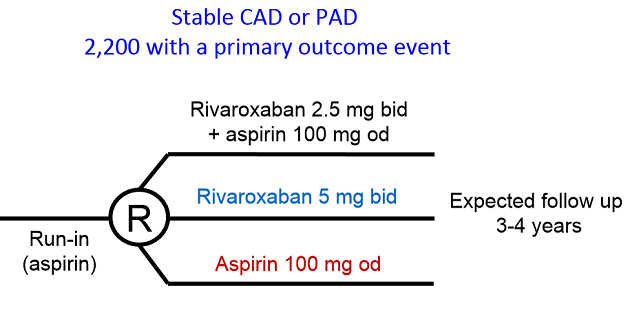 Stable CAD or PAD
2,200 with a primary outcome event
Rivaroxaban 2.5 mg bid
+ aspirin 100 mg od
Rivaroxaban 5 mg bid
Expected follow up
3-4 years
R
Run-in
(aspirin)
Aspirin 100 mg od